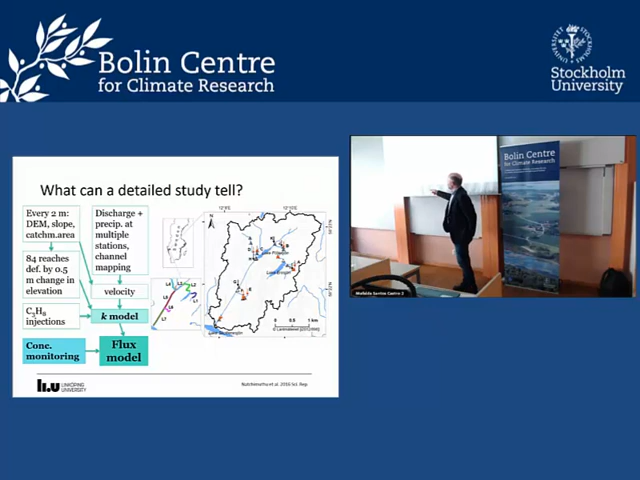 Bolin Centre
for Climate Research
Stockholm
University
What can a detailed study tell?
Every 2 m:
DEM, slope,
catchm.area
Discharge +
precip. at
multiple
stations,
channel
mapping
84 reaches
def. by 0.5
m change in
elevation
velocity
C3H8
injections
k model
Conc.
monitoring
Flux
model
0 0.5 1 km
LINKÖPING
UNIVERSITY
Bolin Centre
for Climate Research